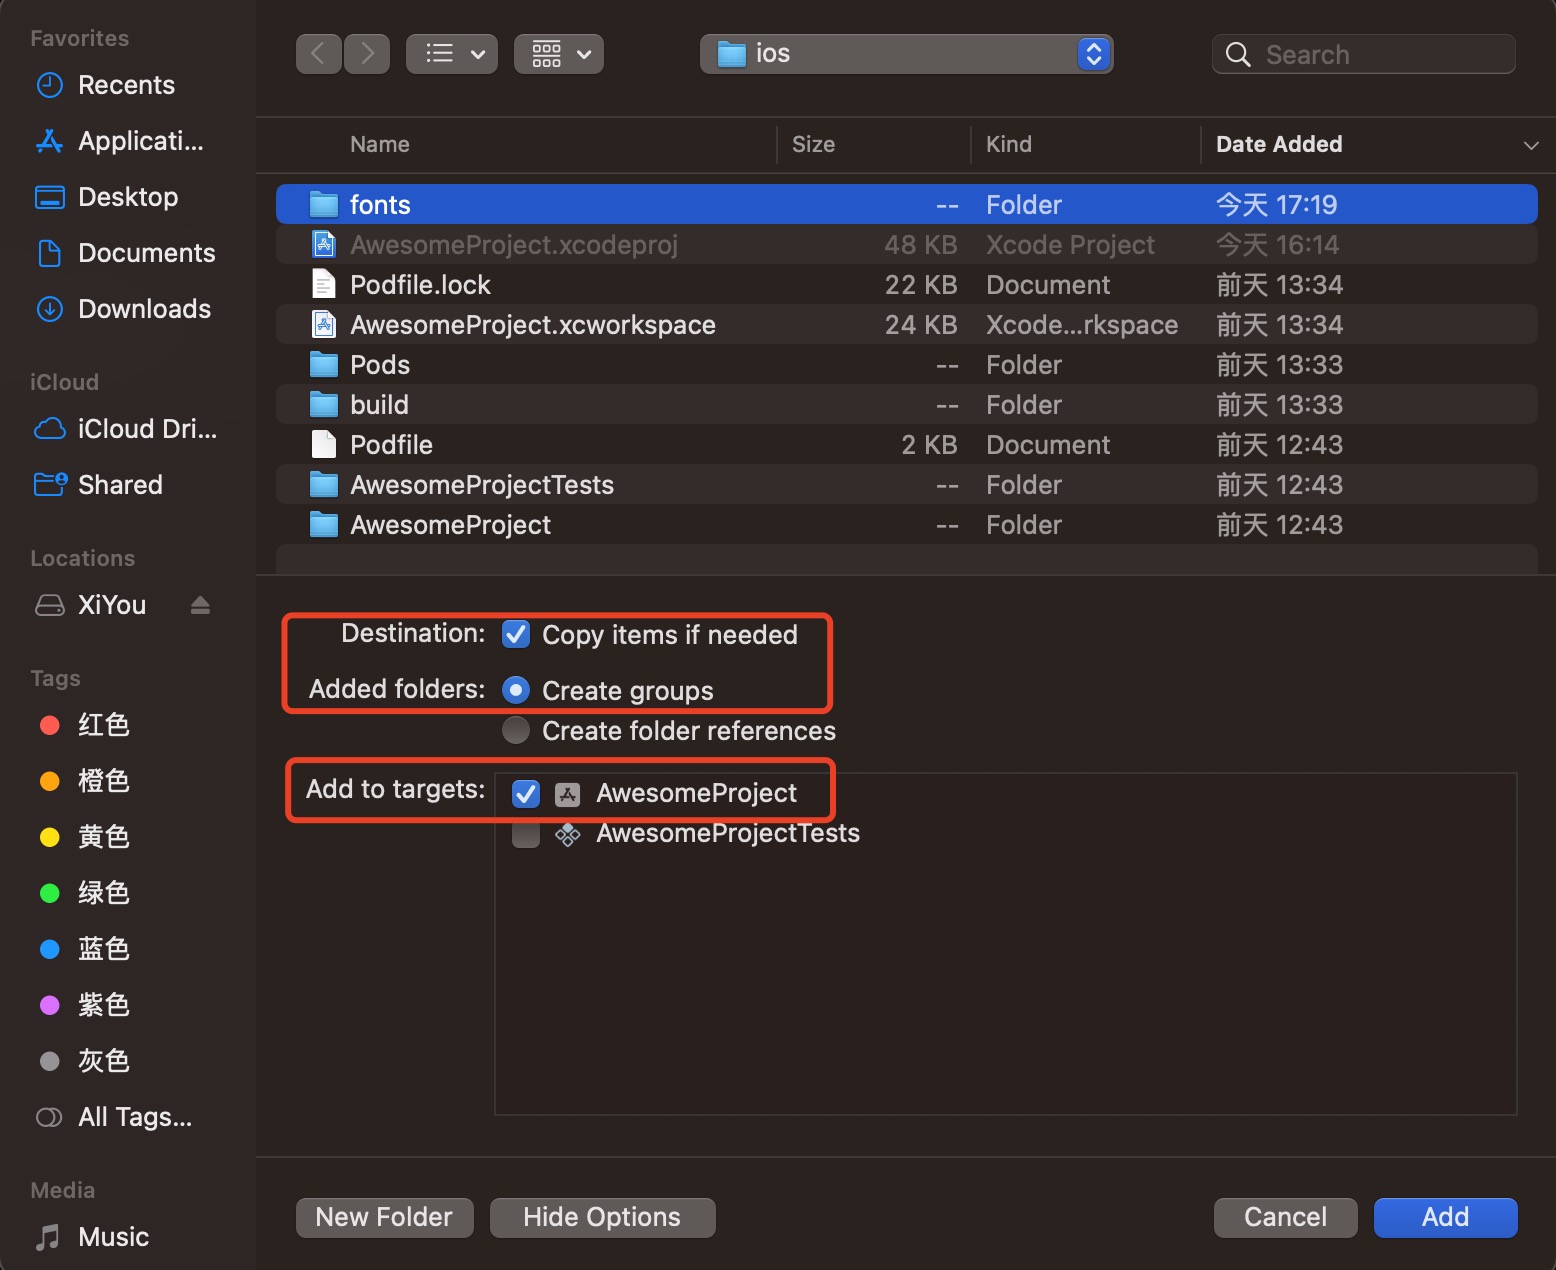 Favorites
Recents
Applicati...
Desktop
Documents
Downloads
iCloud
iCloud Dri...
Shared
Locations
XiYou
Tags
红色
橙色
黄色
绿色
蓝色
紫色
灰色
All Tags...
Media
Music
ios
Search
Name Size Kind Date Added
fonts -- Folder 今天 17:19
AwesomeProject.xcodeproj 48 KB Xcode Project 今天 16:14
Podfile.lock 22 KB Document 前天 13:34
AwesomeProject.xcworkspace 24 KB Xcode...rkspace 前天 13:34
Pods -- Folder 前天 13:33
build -- Folder 前天 13:33
Podfile 2 KB Document 前天 12:43
AwesomeProjectTests -- Folder 前天 12:43
AwesomeProject -- Folder 前天 12:43
Destination: Copy items if needed
Added folders: Create groups
Create folder references
Add to targets: AwesomeProject
AwesomeProjectTests
New Folder Hide Options Cancel Add